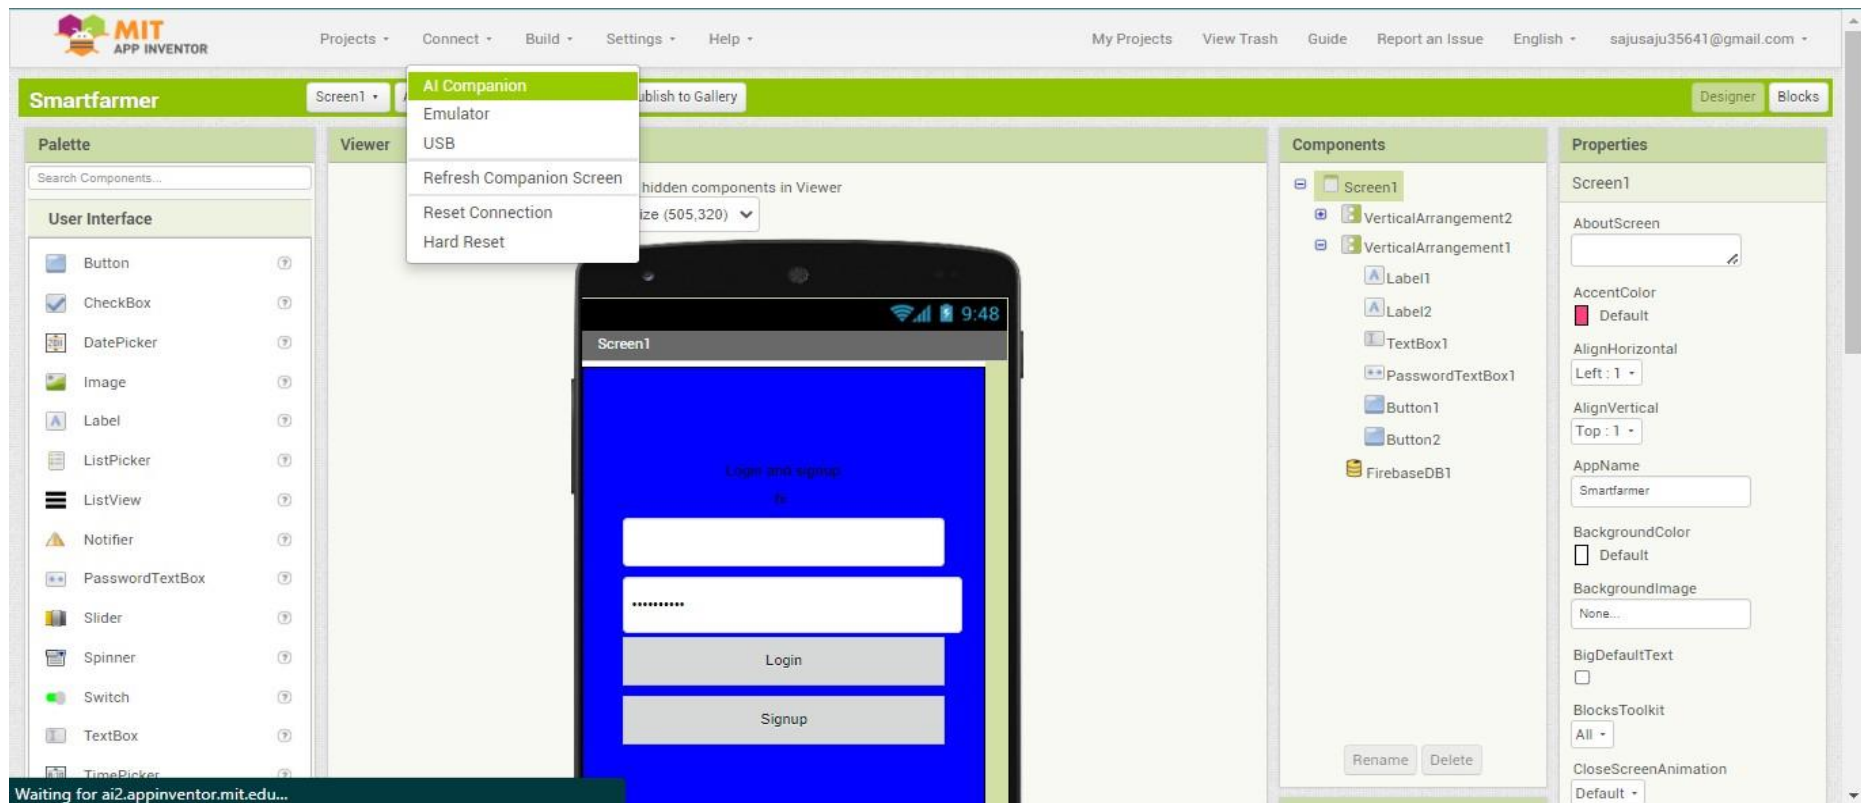 MIT
APP INVENTOR
Projects
Connect
Build
Settings
Help
My Projects
View Trash
Guide
Report an Issue
English
sajusaju35641@gmail.com
Smartfarmer
Screen1
AI Companion
Emulator
USB
Refresh Companion Screen
Reset Connection
Hard Reset
ublish to Gallery
Designer
Blocks
Palette
Search Components...
User Interface
Button
CheckBox
DatePicker
Image
Label
ListPicker
ListView
Notifier
PasswordTextBox
Slider
Spinner
Switch
TextBox
TimePicker
Waiting for ai2.appinventor.mit.edu...
Viewer
hidden components in Viewer
ize (505,320)
9:48
Screen1
Login and signup
Login
Signup
Components
Screen1
VerticalArrangement2
VerticalArrangement1
Label1
Label2
TextBox1
PasswordTextBox1
Button1
Button2
FirebaseDB1
Rename
Delete
Properties
Screen1
AboutScreen
AccentColor
Default
AlignHorizontal
Left : 1
AlignVertical
Top : 1
AppName
Smartfarmer
BackgroundColor
Default
BackgroundImage
None...
BigDefaultText
BlocksToolkit
All
CloseScreenAnimation
Default